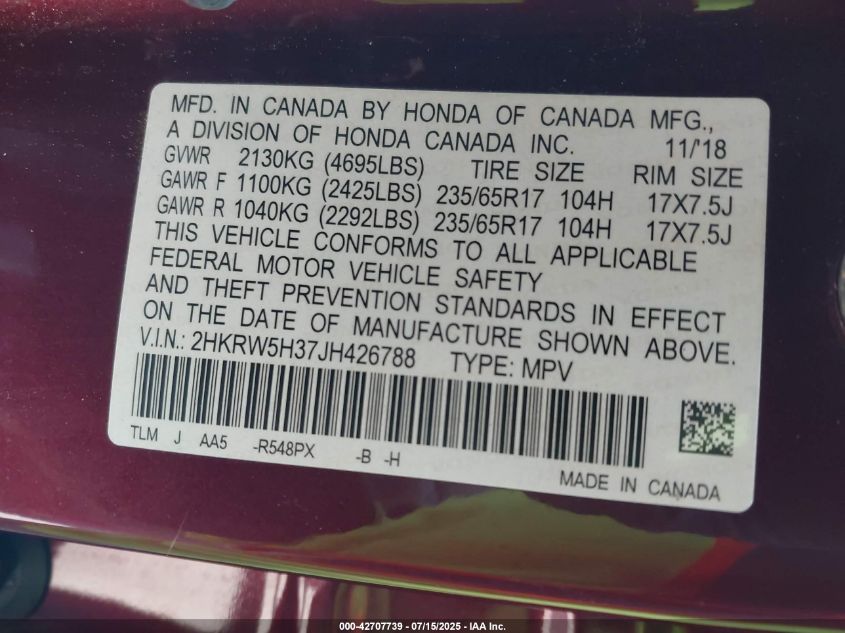 MFD. IN CANADA BY HONDA OF CANADA MFG.,
A DIVISION OF HONDA CANADA INC. 11/18
GVWR 2130KG (4695LBS) TIRE SIZE RIM SIZE
GAWR F 1100KG (2425LBS) 235/65R17 104H 17X7.5J
GAWR R 1040KG (2292LBS) 235/65R17 104H 17X7.5J
THIS VEHICLE CONFORMS TO ALL APPLICABLE
FEDERAL MOTOR VEHICLE SAFETY
AND THEFT PREVENTION STANDARDS IN EFFECT
ON THE DATE OF MANUFACTURE SHOWN ABOVE.
V.I.N.: 2HKRW5H37JH426788 TYPE: MPV
TLM J AA5 -R548PX -B -H
MADE IN CANADA
000-42707739 - 07/15/2025 - IAA Inc.